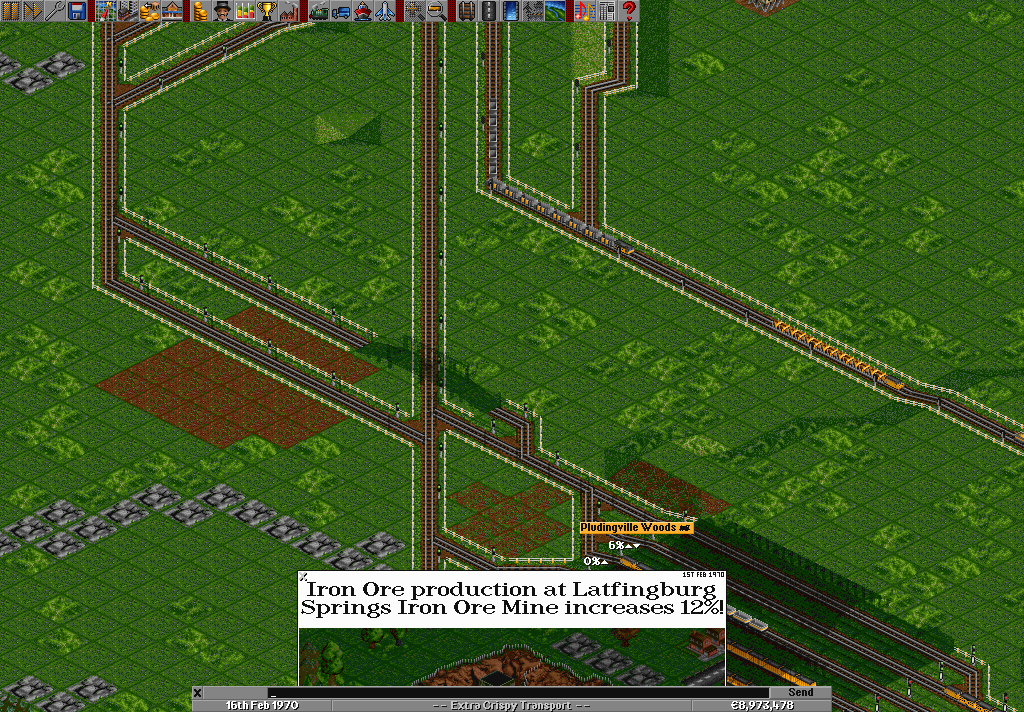 Pludingville Woods
6%
0%
1ST FEB 1970
Iron Ore production at Latfingburg
Springs Iron Ore Mine increases 12%!
Send
16th Feb 1970
-- Extra Crispy Transport --
€8,973,478